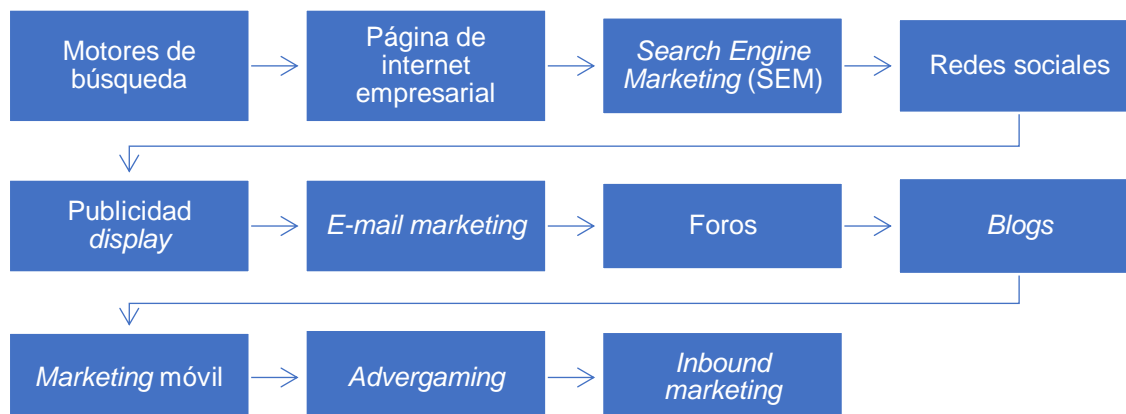 Motores de
búsqueda
Página de
internet
empresarial
Search Engine
Marketing (SEM)
Redes sociales
Publicidad
display
E-mail marketing
Foros
Blogs
Marketing móvil
Advergaming
Inbound
marketing